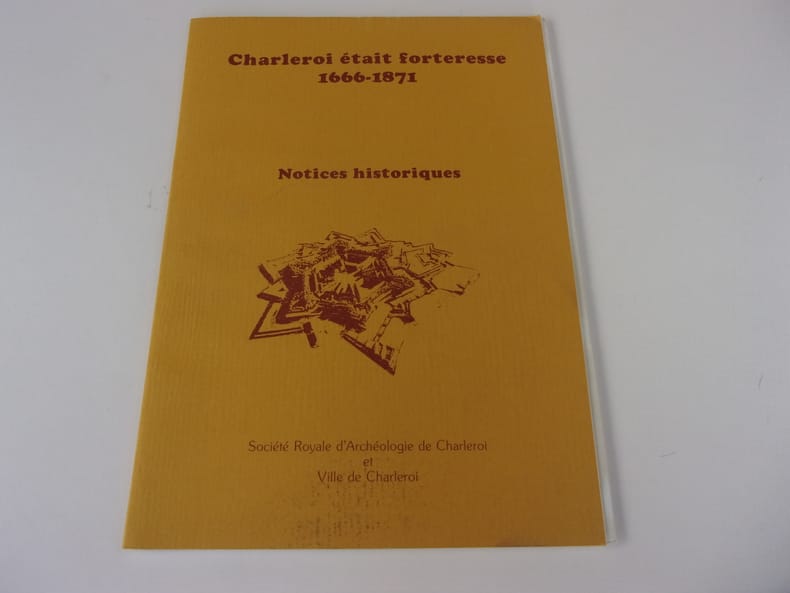 Charleroi était forteresse
1666-1871
Notices historiques
Société Royale d'Archéologie de Charleroi
et
Ville de Charleroi